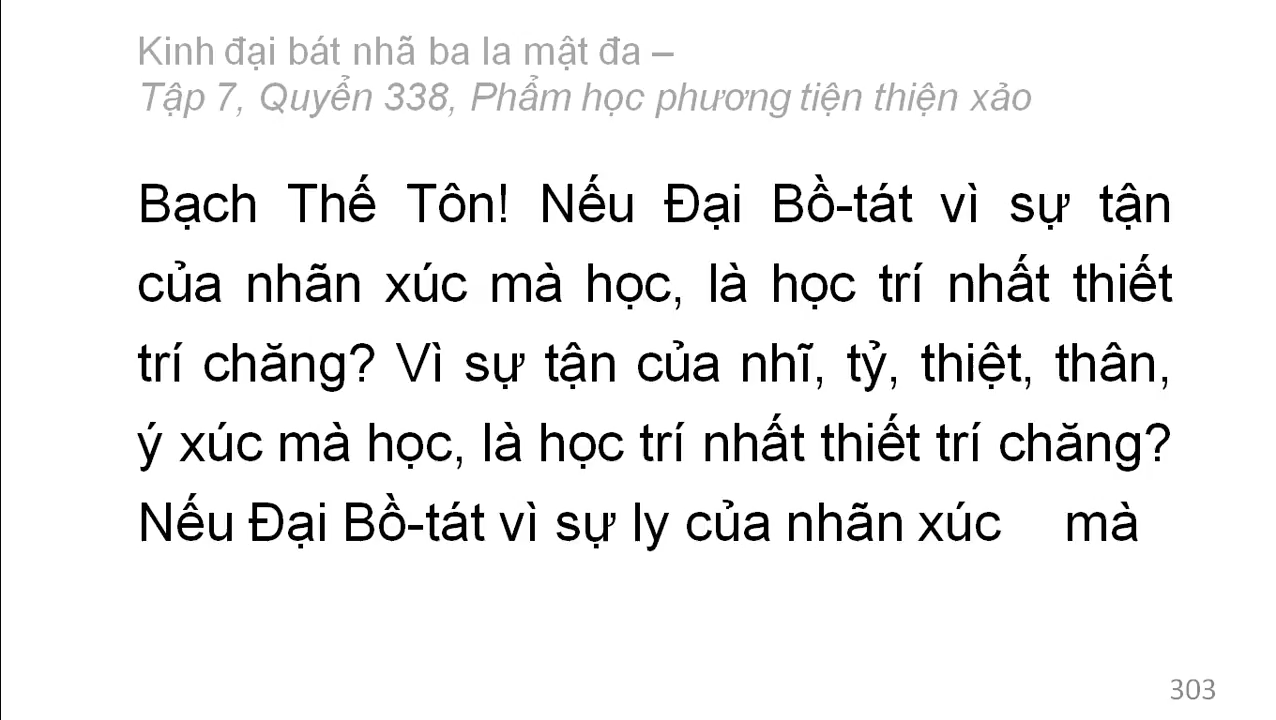 Kinh đại bát nhã ba la mật đa –
Tập 7, Quyển 338, Phẩm học phương tiện thiện xảo
Bạch Thế Tôn! Nếu Đại Bồ-tát vì sự tận
của nhãn xúc mà học, là học trí nhất thiết
trí chăng? Vì sự tận của nhĩ, tỷ, thiệt, thân,
ý xúc mà học, là học trí nhất thiết trí chăng?
Nếu Đại Bồ-tát vì sự ly của nhãn xúc mà
303